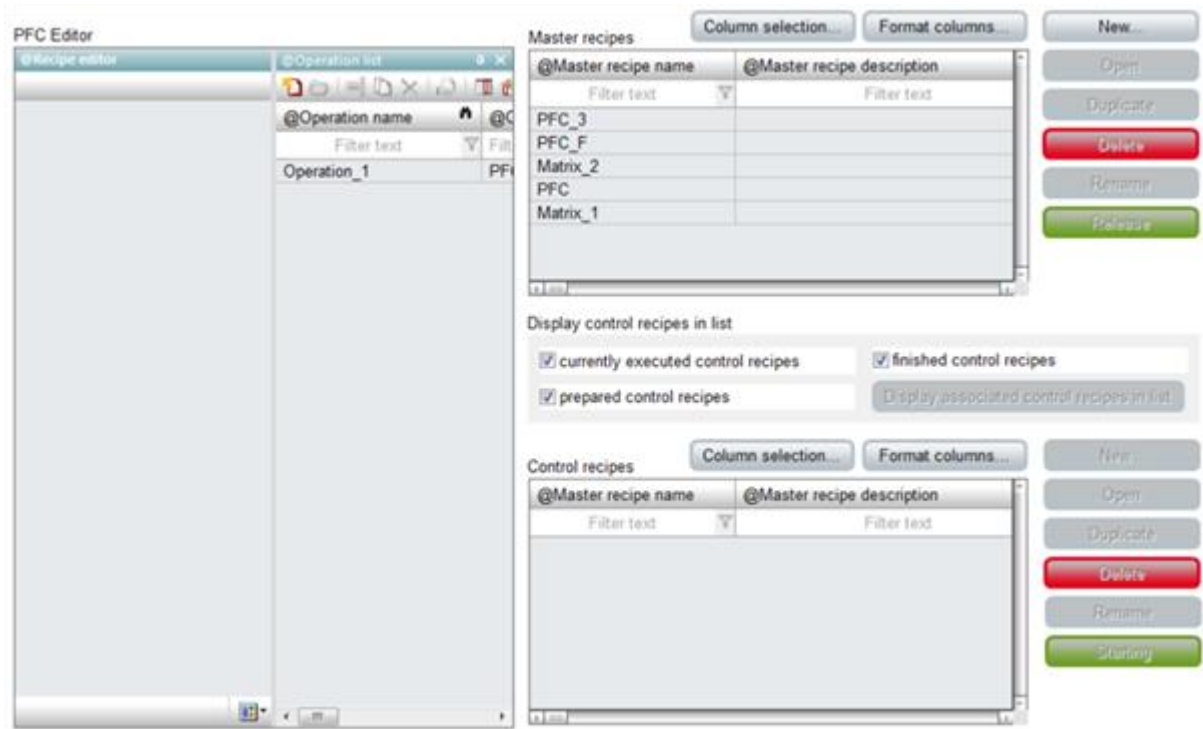 PFC Editor
@Recipe editor
@Operation list
@Operation name
Filter text
Operation_1
Master recipes
Column selection...
Format columns...
@Master recipe name
@Master recipe description
Filter text
Filter text
PFC_3
PFC_F
Matrix_2
PFC
Matrix_1
New...
Open
Duplicate
Delete
Rename
Release
Display control recipes in list
currently executed control recipes
finished control recipes
prepared control recipes
Display associated control recipes in list
Control recipes
Column selection...
Format columns...
@Master recipe name
@Master recipe description
Filter text
Filter text
New...
Open
Duplicate
Delete
Rename
Starting